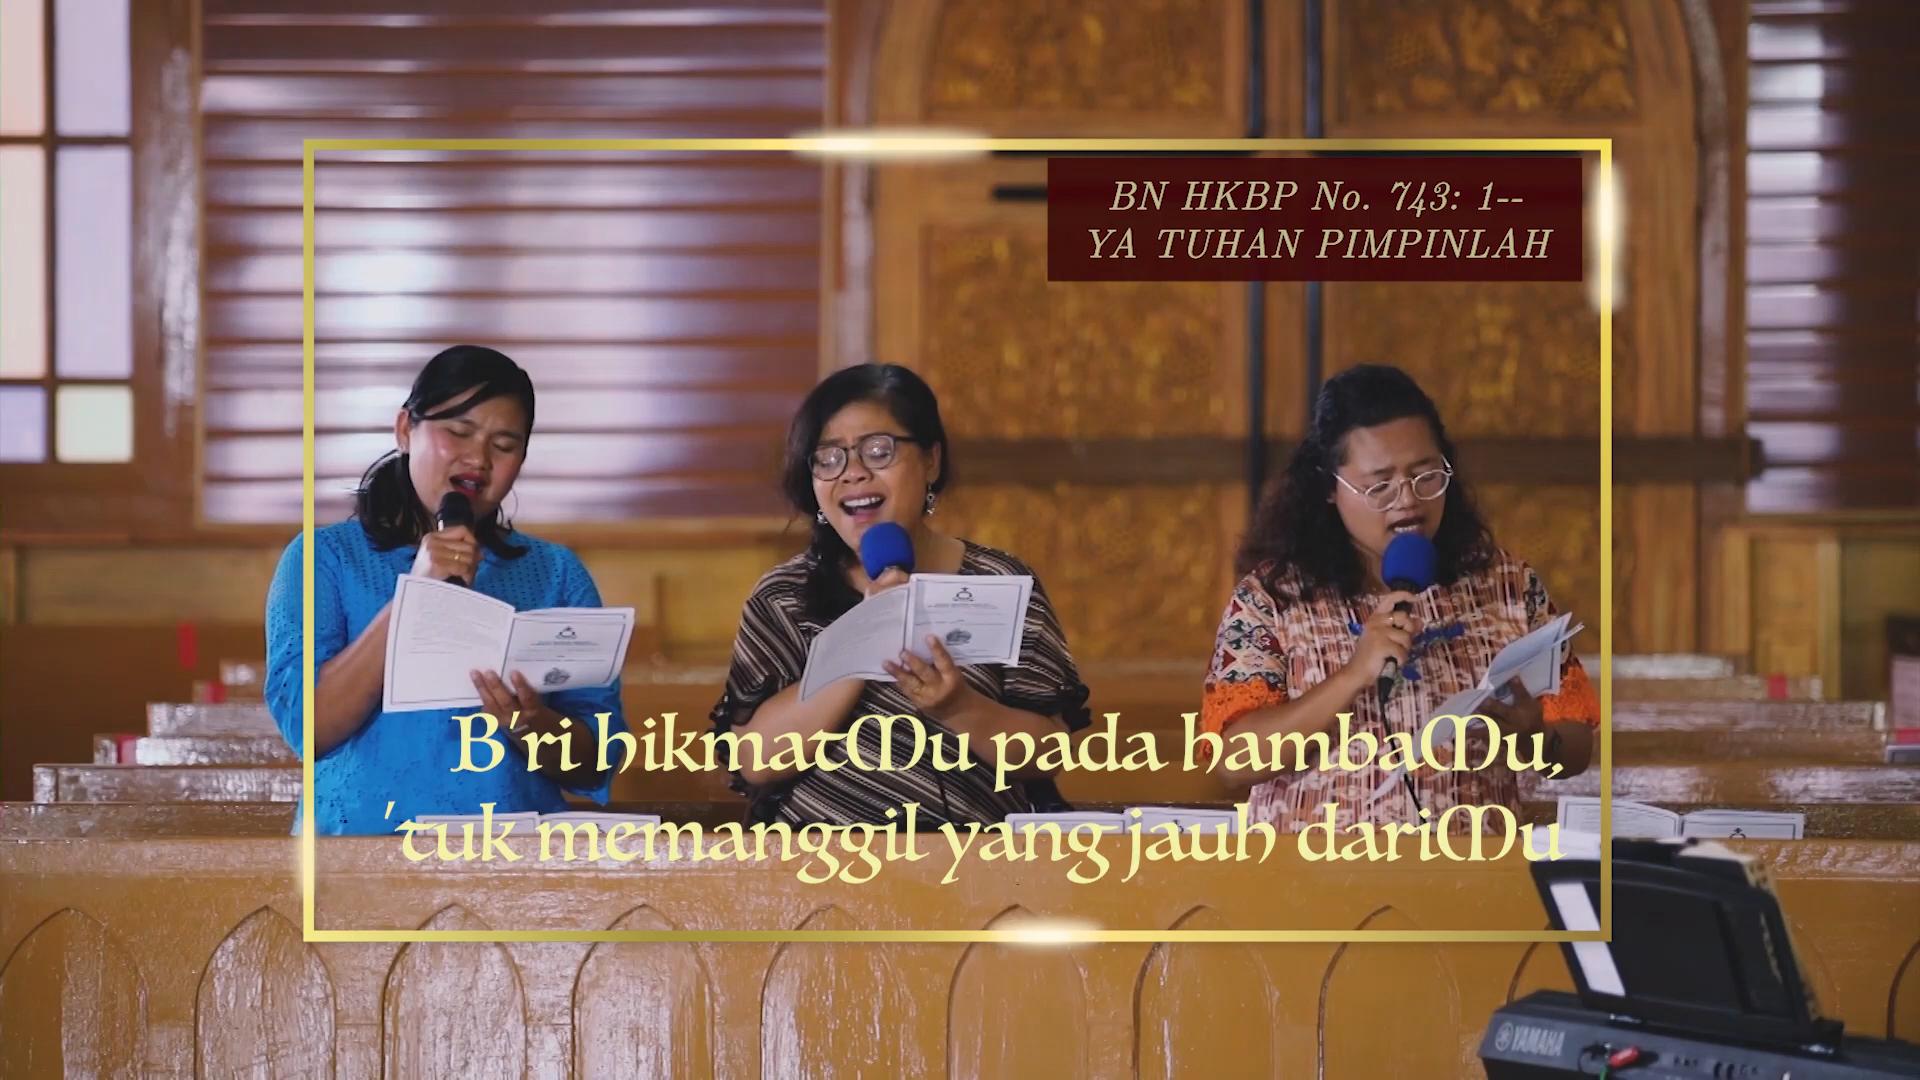 BN HKBP No. 743: 1--
YA TUHAN PIMPINLAH
B'ri hikmatMu pada hambaMu,
'tuk memanggil yang jauh dariMu
YAMAHA